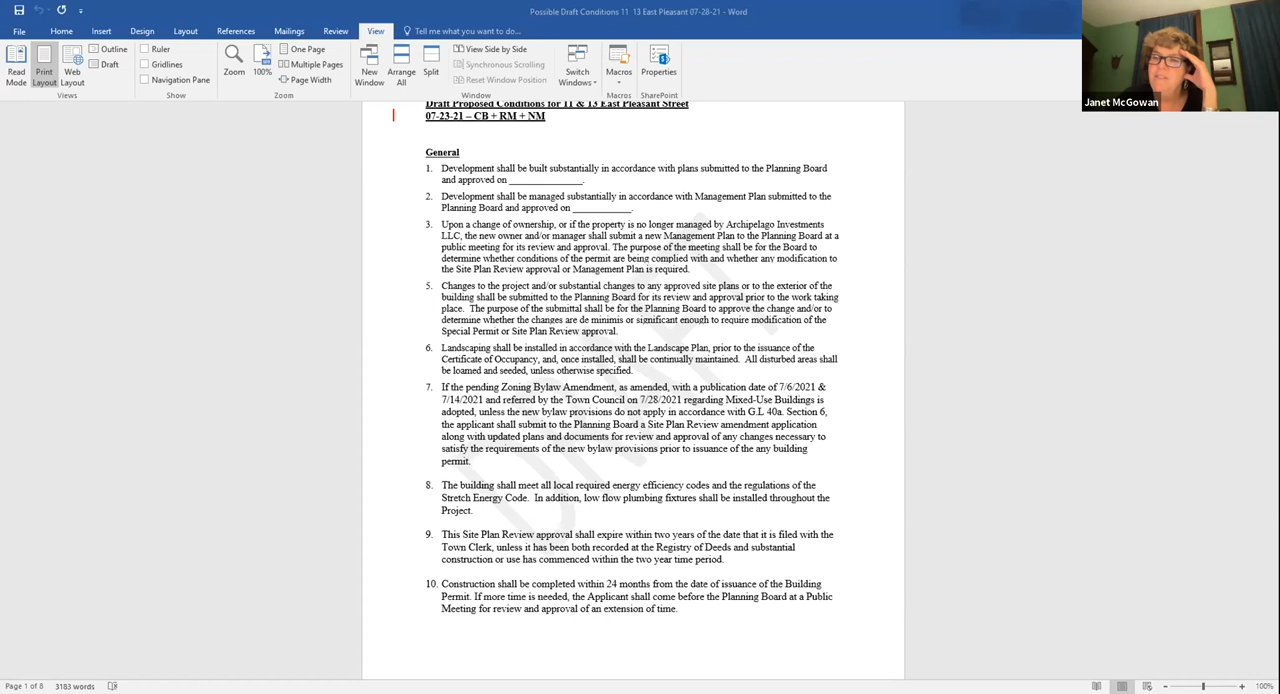 Possible Draft Conditions 11  13 East Pleasant 07-28-21 - Word
File Home Insert Design Layout References Mailings Review View Tell me what you want to do...
Read Mode
Print Layout
Web Layout
Outline
Draft
Views
Ruler
Gridlines
Navigation Pane
Show
Zoom
100%
One Page
Multiple Pages
Page Width
Zoom
New Window
Arrange All
Split
View Side by Side
Synchronous Scrolling
Reset Window Position
Window
Switch Windows
Macros
Macros
Properties
SharePoint
Janet McGowan
Draft Proposed Conditions for 11 & 13 East Pleasant Street
07-23-21 – CB + RM + NM
General
1. Development shall be built substantially in accordance with plans submitted to the Planning Board
and approved on _______________.
2. Development shall be managed substantially in accordance with Management Plan submitted to the
Planning Board and approved on ____________.
3. Upon a change of ownership, or if the property is no longer managed by Archipelago Investments
LLC, the new owner and/or manager shall submit a new Management Plan to the Planning Board at a
public meeting for its review and approval. The purpose of the meeting shall be for the Board to
determine whether conditions of the permit are being complied with and whether any modification to
the Site Plan Review approval or Management Plan is required.
5. Changes to the project and/or substantial changes to any approved site plans or to the exterior of the
building shall be submitted to the Planning Board for its review and approval prior to the work taking
place.  The purpose of the submittal shall be for the Planning Board to approve the change and/or to
determine whether the changes are de minimis or significant enough to require modification of the
Special Permit or Site Plan Review approval.
6. Landscaping shall be installed in accordance with the Landscape Plan, prior to the issuance of the
Certificate of Occupancy, and, once installed, shall be continually maintained.  All disturbed areas shall
be loamed and seeded, unless otherwise specified.
7. If the pending Zoning Bylaw Amendment, as amended, with a publication date of 7/6/2021 &
7/14/2021 and referred by the Town Council on 7/28/2021 regarding Mixed-Use Buildings is
adopted, unless the new bylaw provisions do not apply in accordance with G.L 40a. Section 6,
the applicant shall submit to the Planning Board a Site Plan Review amendment application
along with updated plans and documents for review and approval of any changes necessary to
satisfy the requirements of the new bylaw provisions prior to issuance of the any building
permit.
8. The building shall meet all local required energy efficiency codes and the regulations of the
Stretch Energy Code.  In addition, low flow plumbing fixtures shall be installed throughout the
Project.
9. This Site Plan Review approval shall expire within two years of the date that it is filed with the
Town Clerk, unless it has been both recorded at the Registry of Deeds and substantial
construction or use has commenced within the two year time period.
10. Construction shall be completed within 24 months from the date of issuance of the Building
Permit. If more time is needed, the Applicant shall come before the Planning Board at a Public
Meeting for review and approval of an extension of time.
DRAFT
Page 1 of 8 3183 words
100%